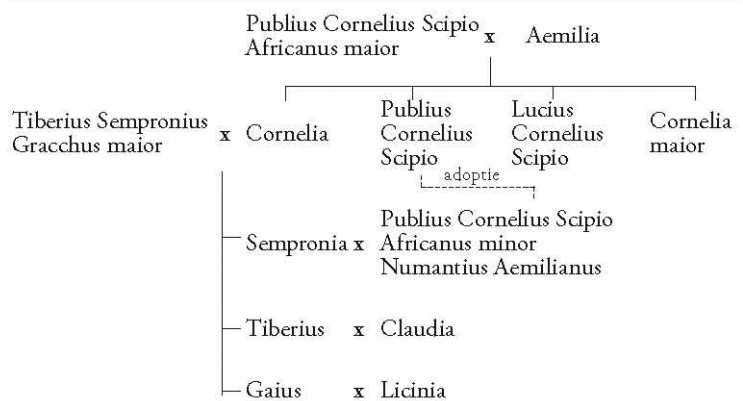 Publius Cornelius Scipio
Africanus maior
x
Aemilia
Tiberius Sempronius
Gracchus maior
x
Cornelia
Publius
Cornelius
Scipio
Lucius
Cornelius
Scipio
Cornelia
maior
adoptie
Sempronia x
Publius Cornelius Scipio
Africanus minor
Numantius Aemilianus
Tiberius x Claudia
Gaius x Licinia